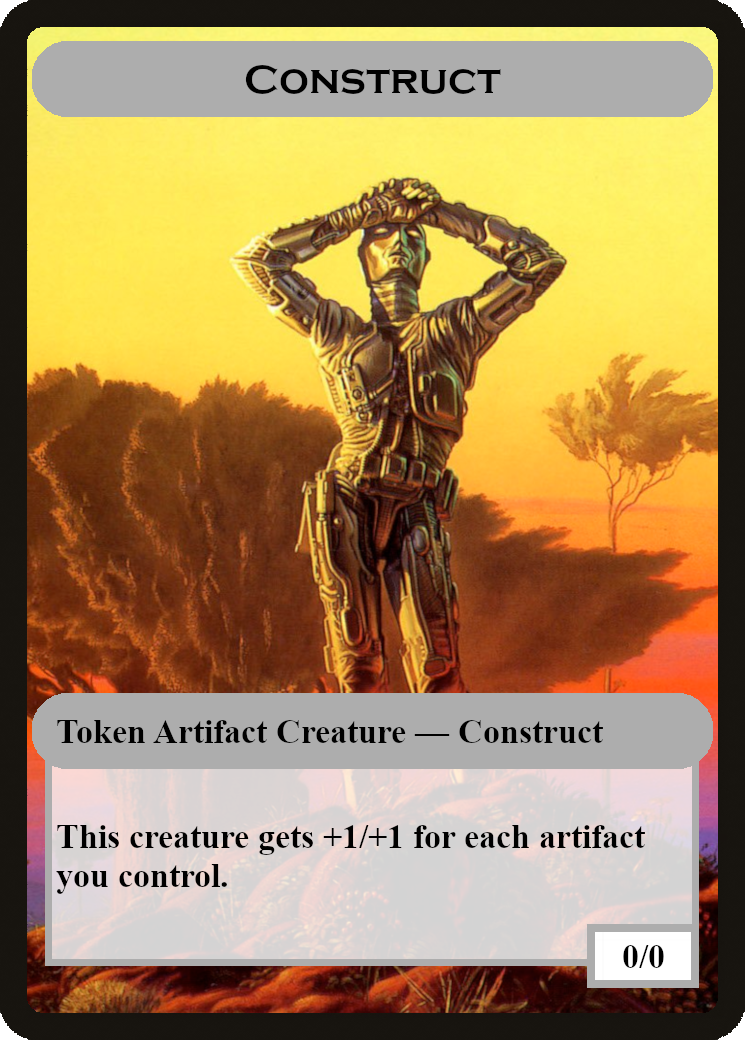 Construct
Token Artifact Creature — Construct
This creature gets +1/+1 for each artifact
you control.
0/0